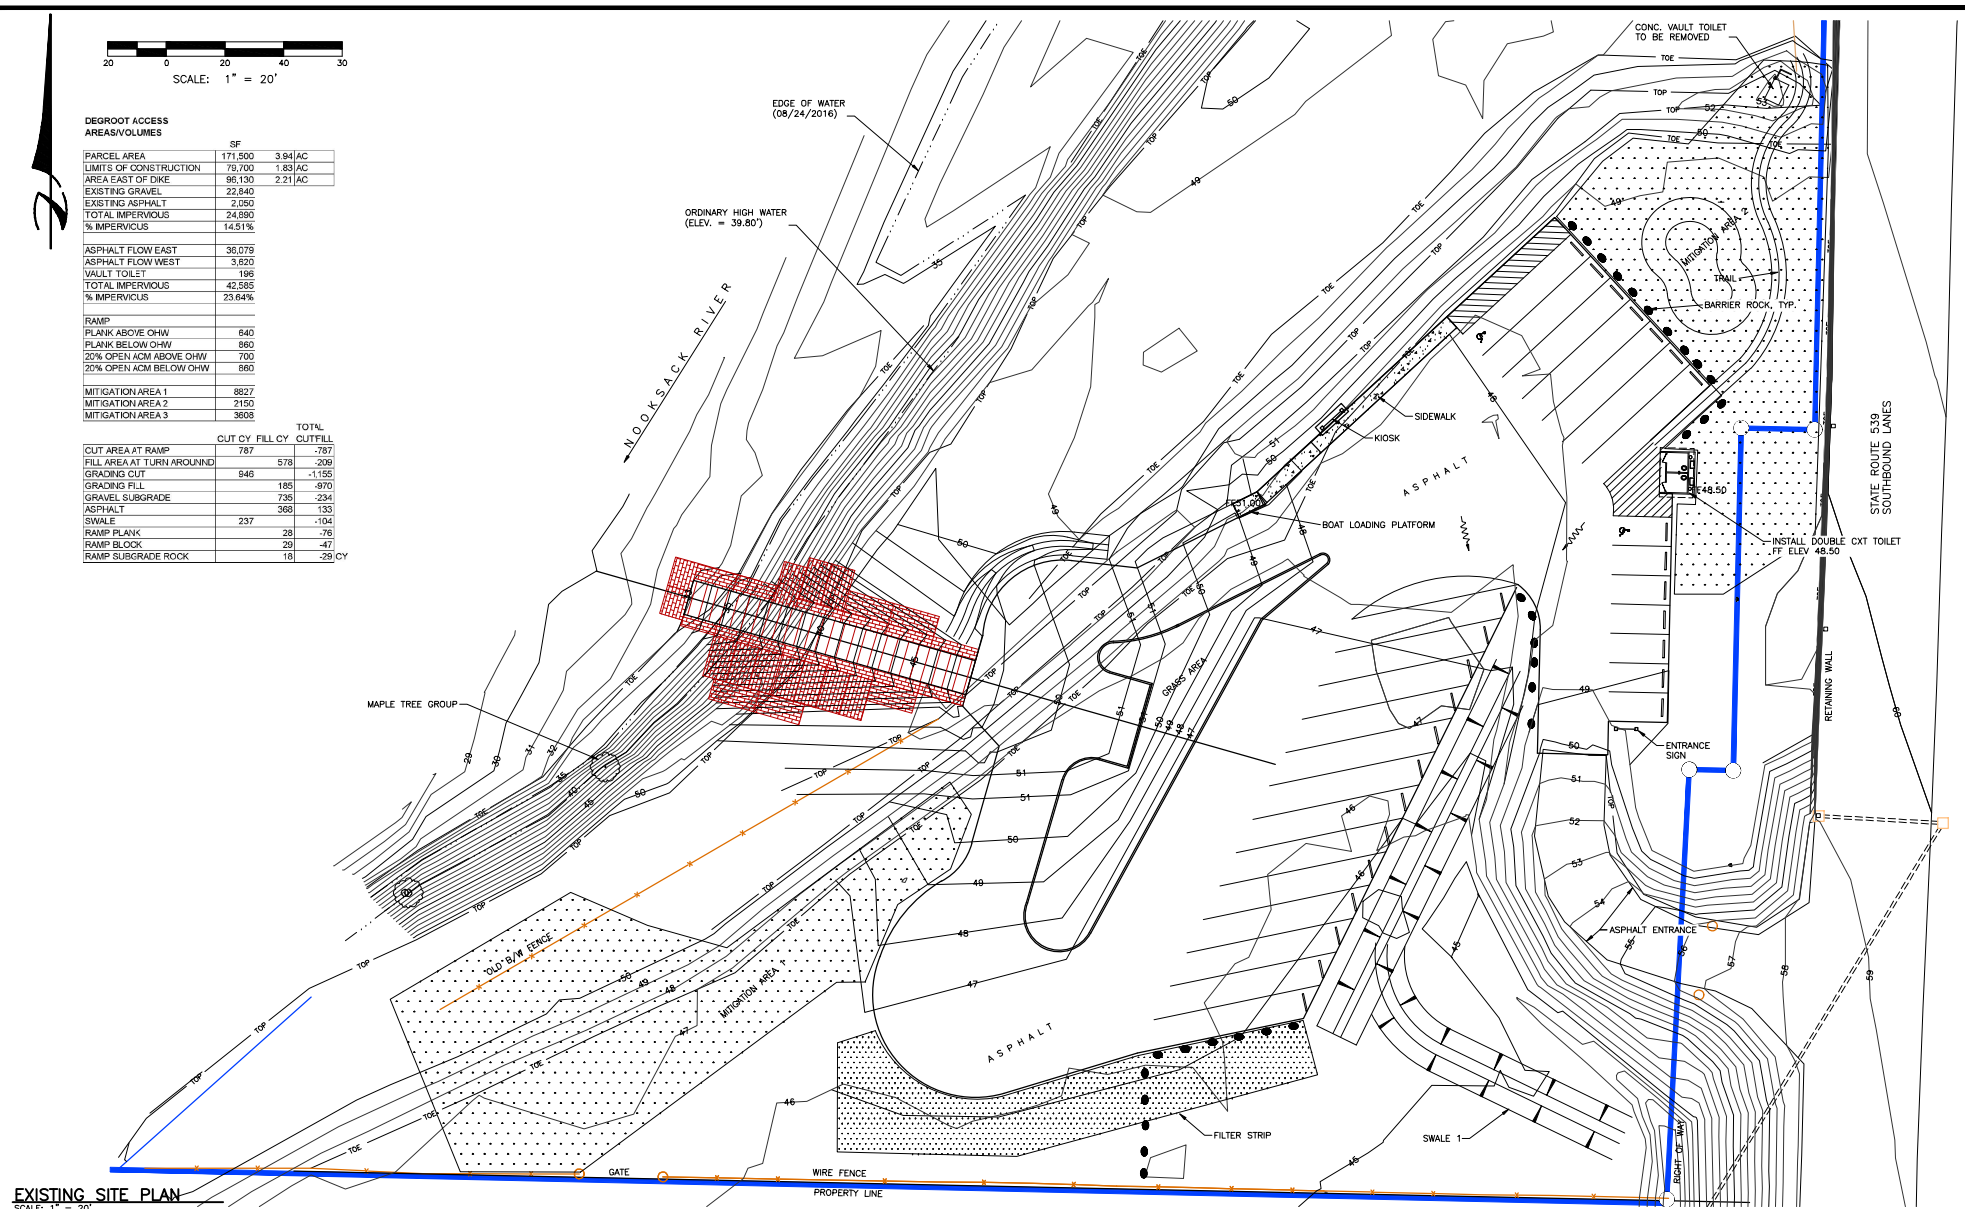 20 0 20 40 30
SCALE: 1" = 20'
DEGROOT ACCESS
AREAS/VOLUMES
SF
PARCEL AREA 171,500 3.94 AC
LIMITS OF CONSTRUCTION 79,700 1.83 AC
AREA EAST OF DIKE 96,130 2.21 AC
EXISTING GRAVEL 22,840
EXISTING ASPHALT 2,050
TOTAL IMPERVIOUS 24,890
% IMPERVICUS 14.51%
ASPHALT FLOW EAST 36,079
ASPHALT FLOW WEST 3,620
VAULT TOILET 196
TOTAL IMPERVIOUS 42,585
% IMPERVICUS 23.64%
RAMP
PLANK ABOVE OHW 640
PLANK BELOW OHW 860
20% OPEN ACM ABOVE OHW 700
20% OPEN ACM BELOW OHW 860
MITIGATION AREA 1 8827
MITIGATION AREA 2 2150
MITIGATION AREA 3 3608
TOTAL
CUT CY FILL CY CUT/FILL
CUT AREA AT RAMP 787 -787
FILL AREA AT TURN AROUNND 578 -209
GRADING CUT 946 -1,155
GRADING FILL 185 -970
GRAVEL SUBGRADE 735 -234
ASPHALT 368 133
SWALE 237 -104
RAMP PLANK 28 -76
RAMP BLOCK 29 -47
RAMP SUBGRADE ROCK 18 -29 CY
EDGE OF WATER
(08/24/2016)
ORDINARY HIGH WATER
(ELEV. = 39.80')
NOOKSACK RIVER
CONC. VAULT TOILET
TO BE REMOVED
MITIGATION AREA 2
TRAIL
BARRIER ROCK, TYP.
SIDEWALK
KIOSK
ASPHALT
BOAT LOADING PLATFORM
STATE ROUTE 539
SOUTHBOUND LANES
INSTALL DOUBLE CXT TOILET
FF ELEV 48.50
RETAINING WALL
MAPLE TREE GROUP
GRASS AREA
ENTRANCE
SIGN
ASPHALT ENTRANCE
OLD B/W FENCE
MITIGATION AREA 1
ASPHALT
FILTER STRIP
SWALE 1
RIGHT OF WAY
GATE
WIRE FENCE
PROPERTY LINE
EXISTING SITE PLAN
SCALE: 1" = 20'